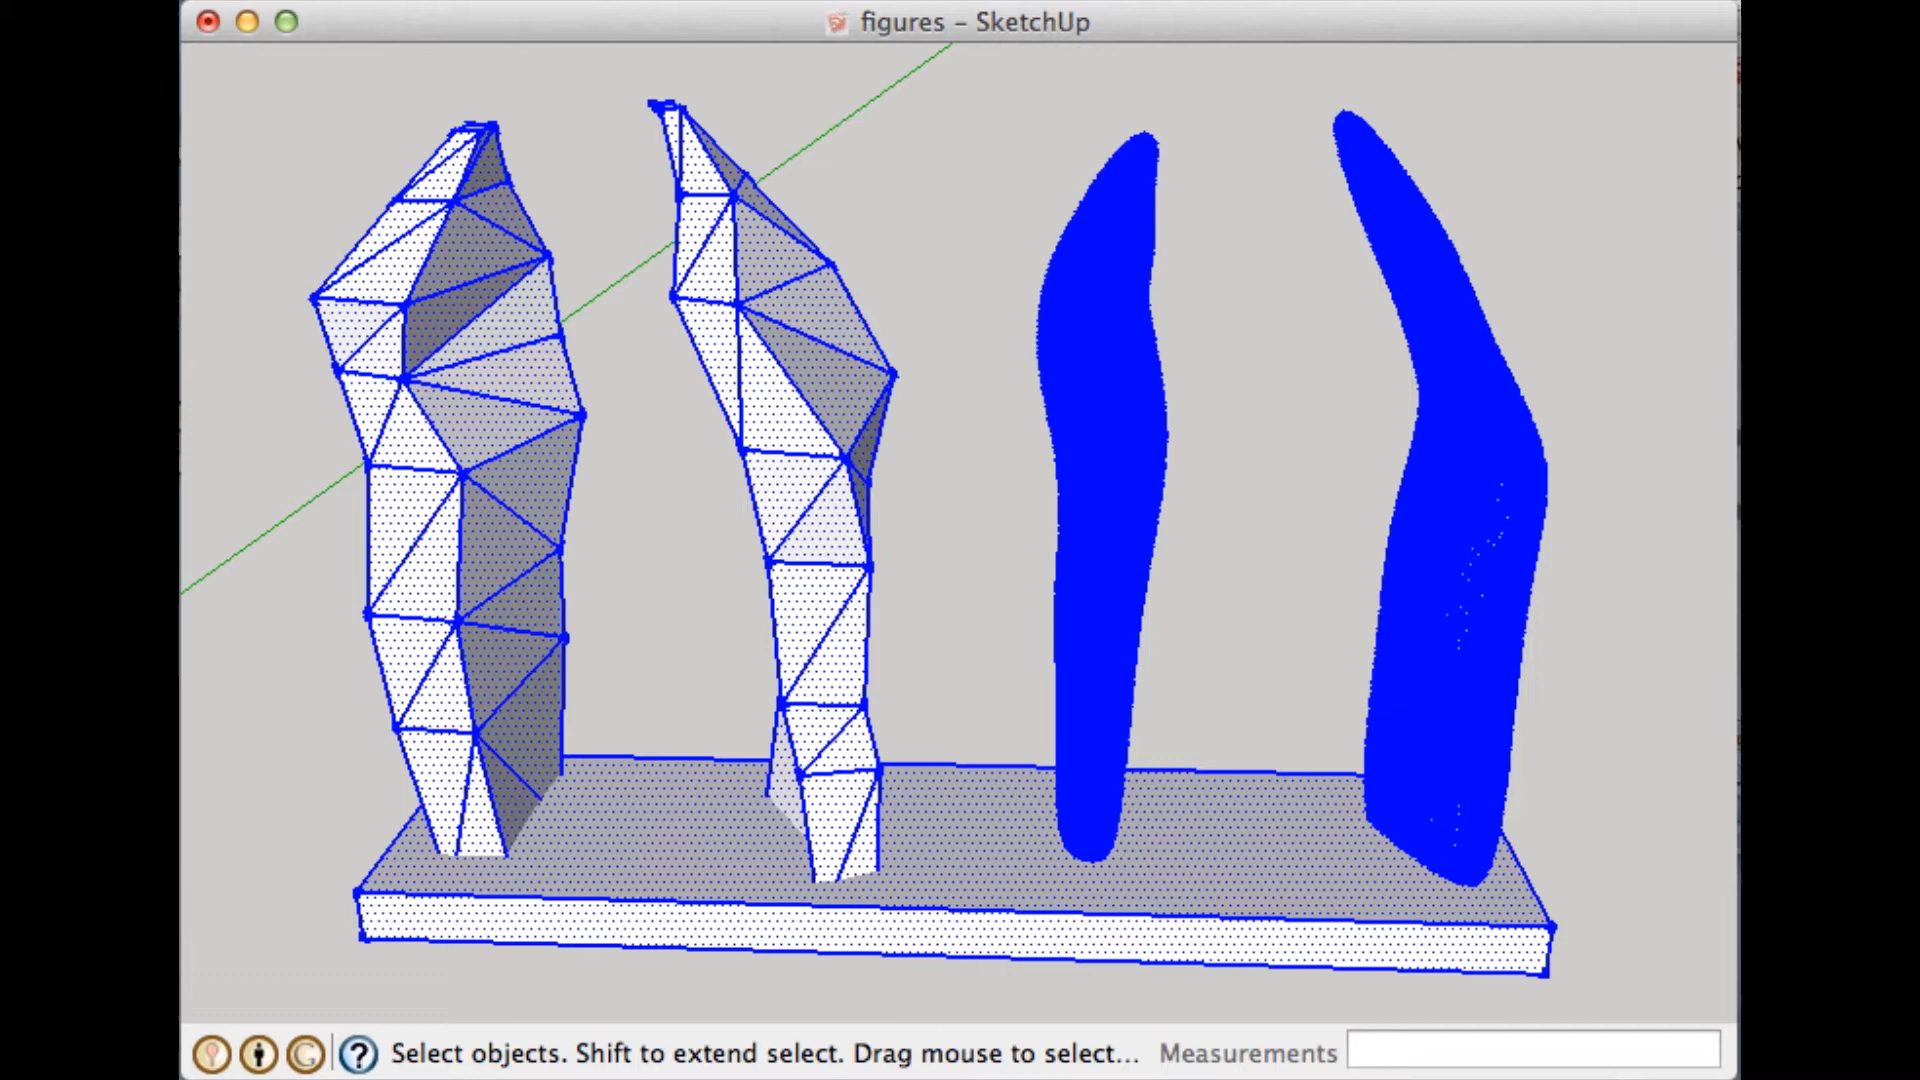 figures – SketchUp
Select objects. Shift to extend select. Drag mouse to select... Measurements